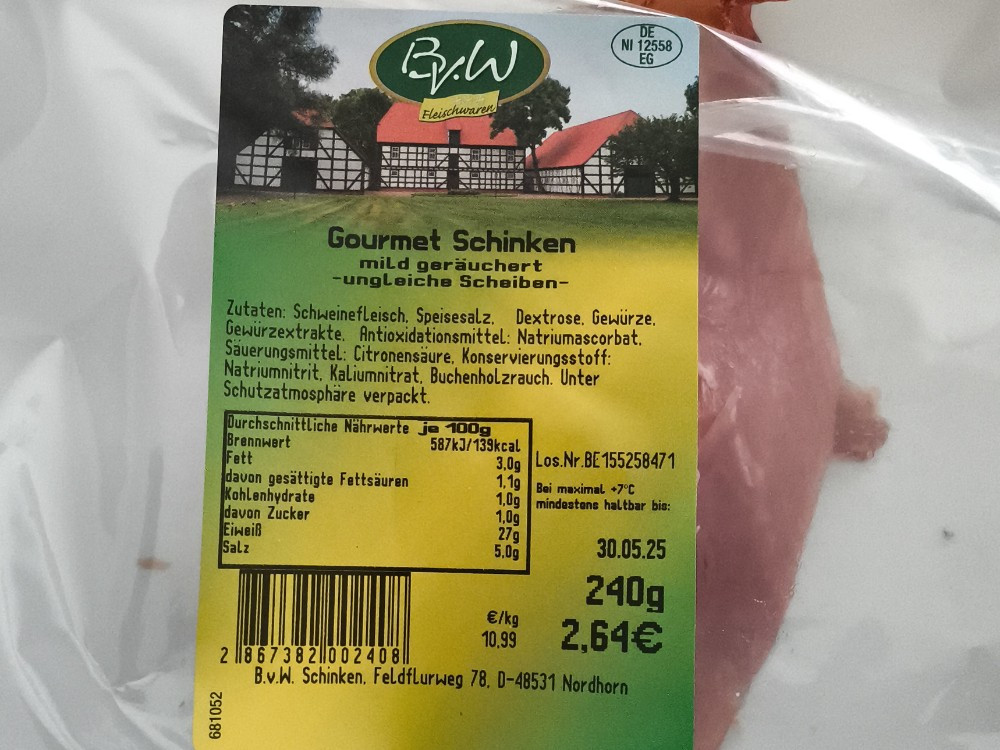 B.v.W
Fleischwaren
DE
NI 12558
EG
Gourmet Schinken
mild geräuchert
-ungleiche Scheiben-
Zutaten: Schweinefleisch, Speisesalz, Dextrose, Gewürze,
Gewürzextrakte, Antioxidationsmittel: Natriumascorbat,
Säuerungsmittel: Citronensäure, Konservierungsstoff:
Natriumnitrit, Kaliumnitrat, Buchenholzrauch. Unter
Schutzatmosphäre verpackt.
Durchschnittliche Nährwerte je 100g
Brennwert 587kJ/139kcal
Fett 3,0g
davon gesättigte Fettsäuren 1,1g
Kohlenhydrate 1,0g
davon Zucker 1,0g
Eiweiß 27g
Salz 5,0g
Los.Nr.BE155258471
Bei maximal +7°C
mindestens haltbar bis:
30.05.25
240g
€/kg
10,99
2,64€
2 867382 002408
B.v.W. Schinken, Feldflurweg 78, D-48531 Nordhorn
681052